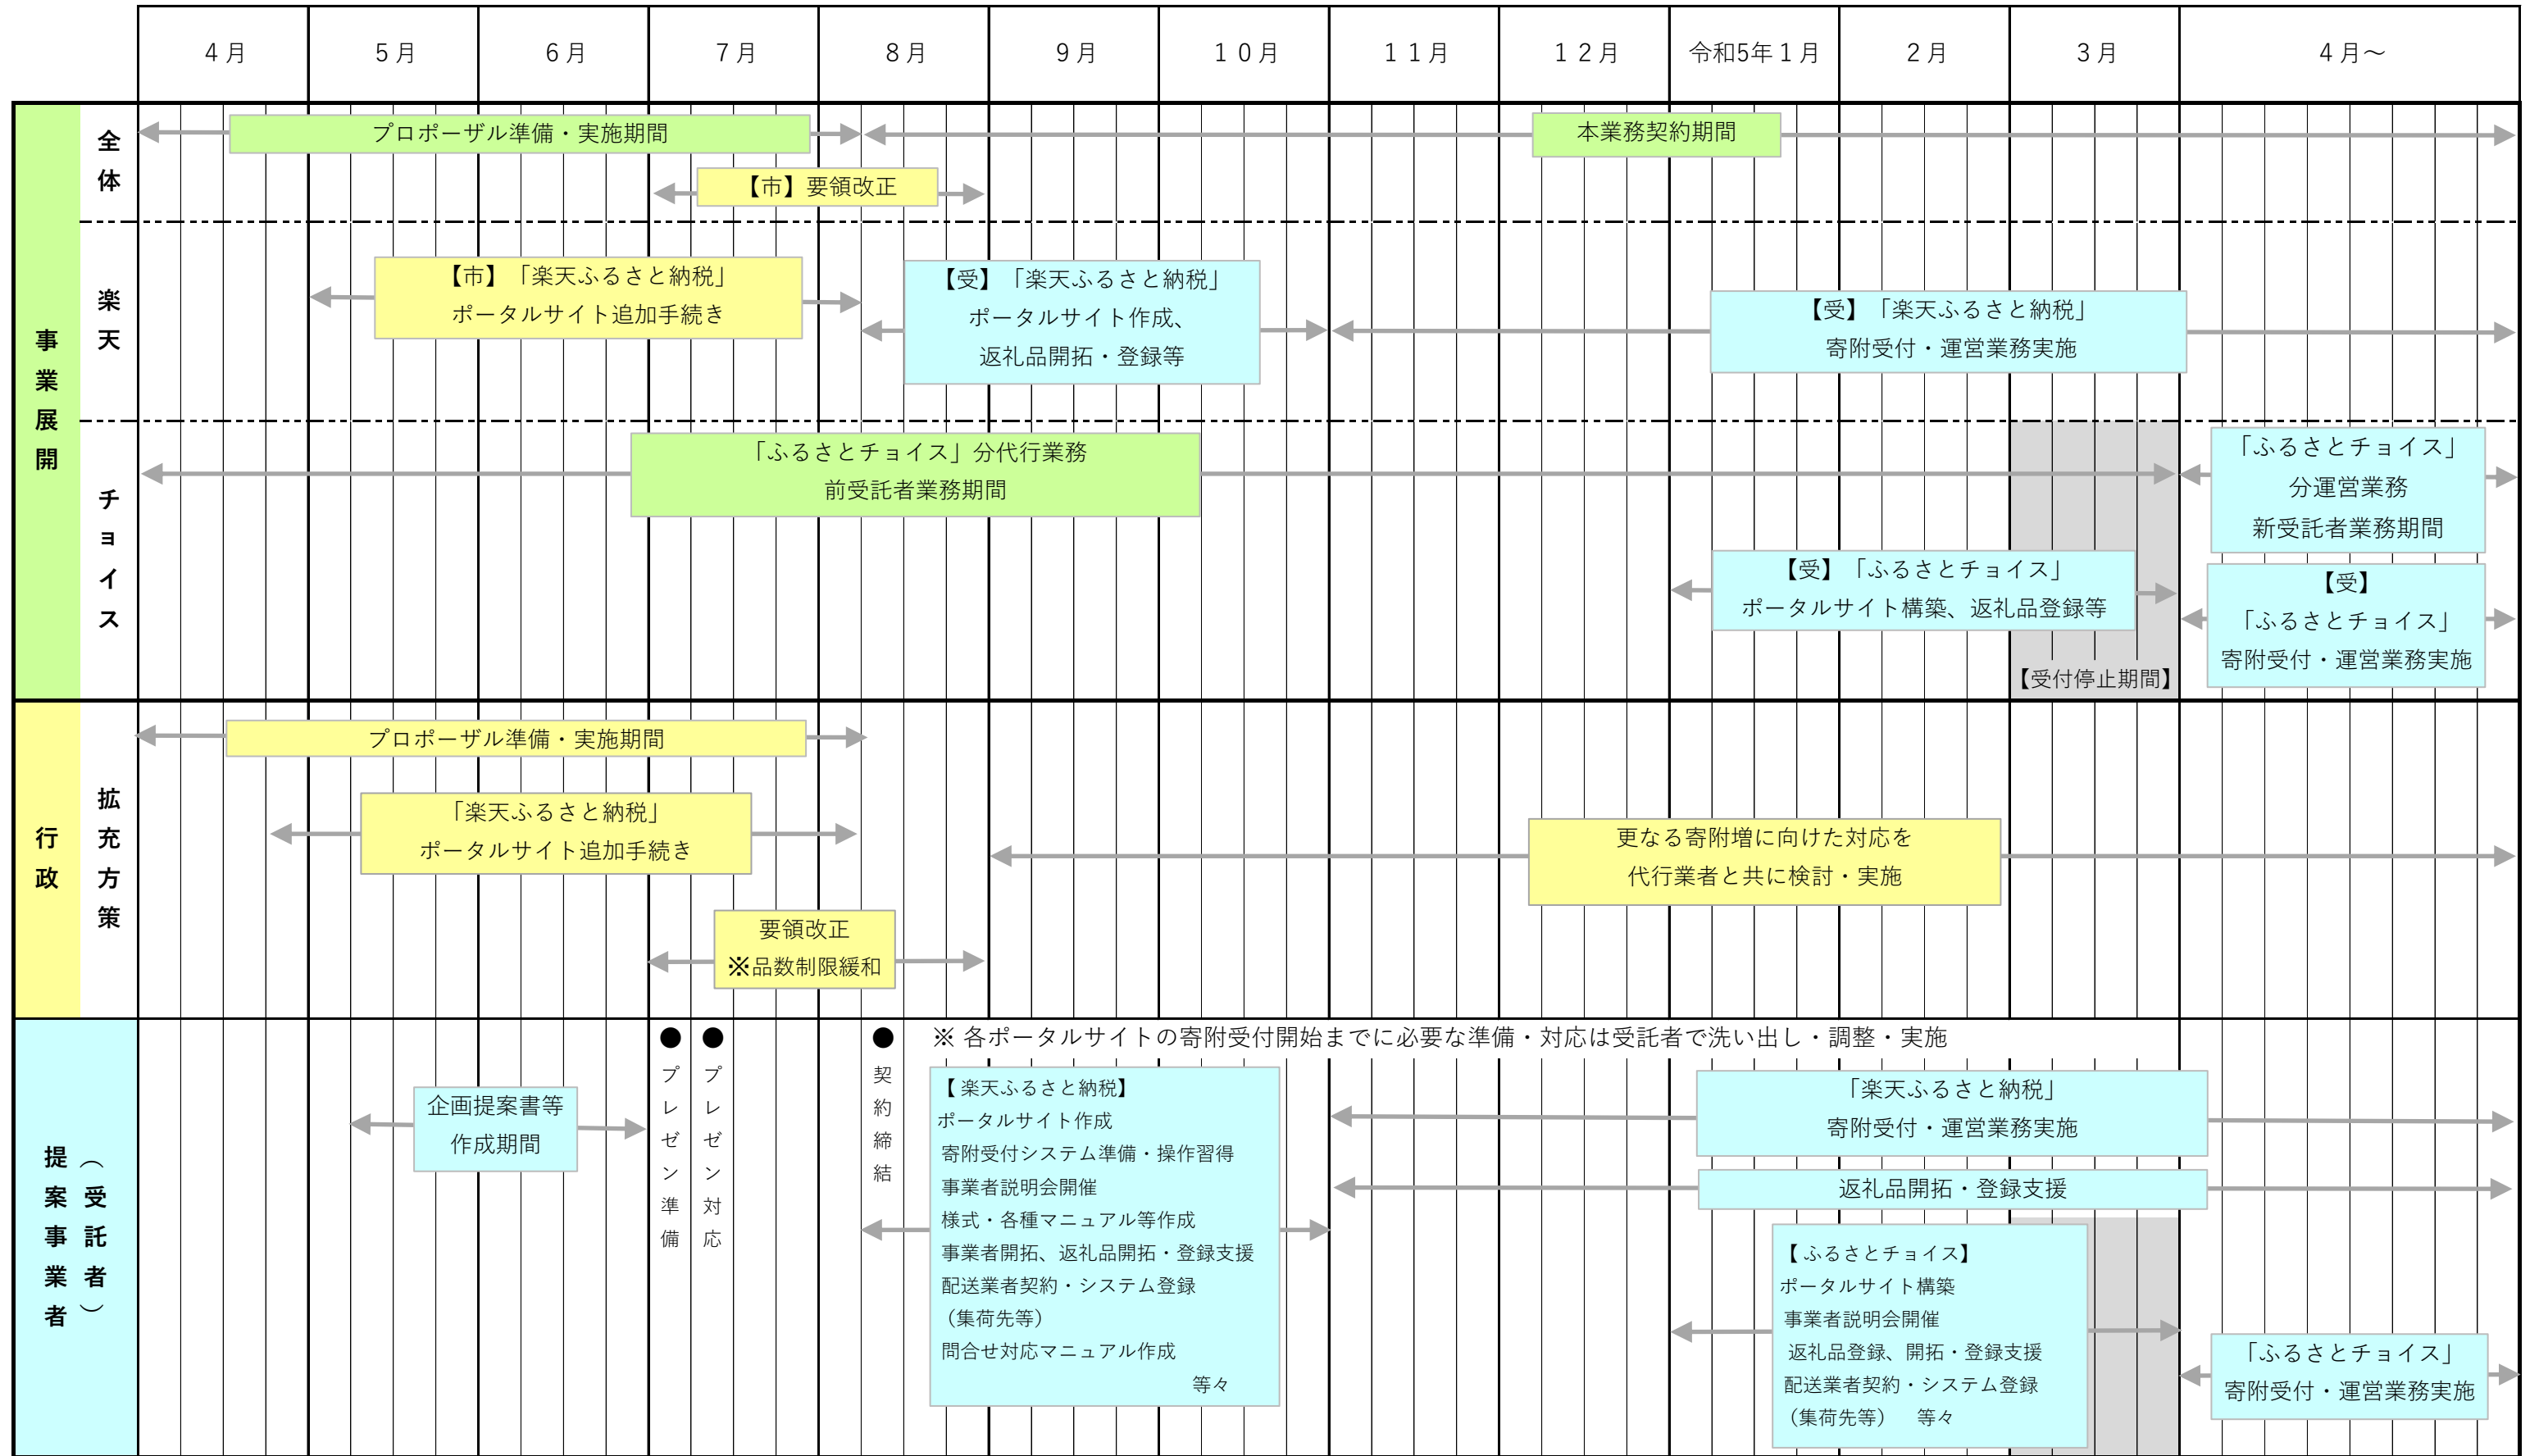 ４月
５月
６月
７月
８月
９月
１０月
１１月
１２月
令和5年１月
２月
３月
４月～
事業展開
全体
プロポーザル準備・実施期間
本業務契約期間
【市】要領改正
楽天
【市】「楽天ふるさと納税」
ポータルサイト追加手続き
【受】「楽天ふるさと納税」
ポータルサイト作成、
返礼品開拓・登録等
【受】「楽天ふるさと納税」
寄附受付・運営業務実施
チョイス
「ふるさとチョイス」分代行業務
前受託者業務期間
「ふるさとチョイス」
分運営業務
新受託者業務期間
【受】「ふるさとチョイス」
ポータルサイト構築、返礼品登録等
【受】
「ふるさとチョイス」
寄附受付・運営業務実施
【受付停止期間】
行政
拡充方策
プロポーザル準備・実施期間
「楽天ふるさと納税」
ポータルサイト追加手続き
更なる寄附増に向けた対応を
代行業者と共に検討・実施
要領改正
※品数制限緩和
提案事業者
（受託者）
企画提案書等
作成期間
●プレゼン準備
●プレゼン対応
●契約締結
※ 各ポータルサイトの寄附受付開始までに必要な準備・対応は受託者で洗い出し・調整・実施
【 楽天ふるさと納税】
ポータルサイト作成
寄附受付システム準備・操作習得
事業者説明会開催
様式・各種マニュアル等作成
事業者開拓、返礼品開拓・登録支援
配送業者契約・システム登録
（集荷先等）
問合せ対応マニュアル作成
等々
「楽天ふるさと納税」
寄附受付・運営業務実施
返礼品開拓・登録支援
【 ふるさとチョイス】
ポータルサイト構築
事業者説明会開催
返礼品登録、開拓・登録支援
配送業者契約・システム登録
（集荷先等） 等々
「ふるさとチョイス」
寄附受付・運営業務実施